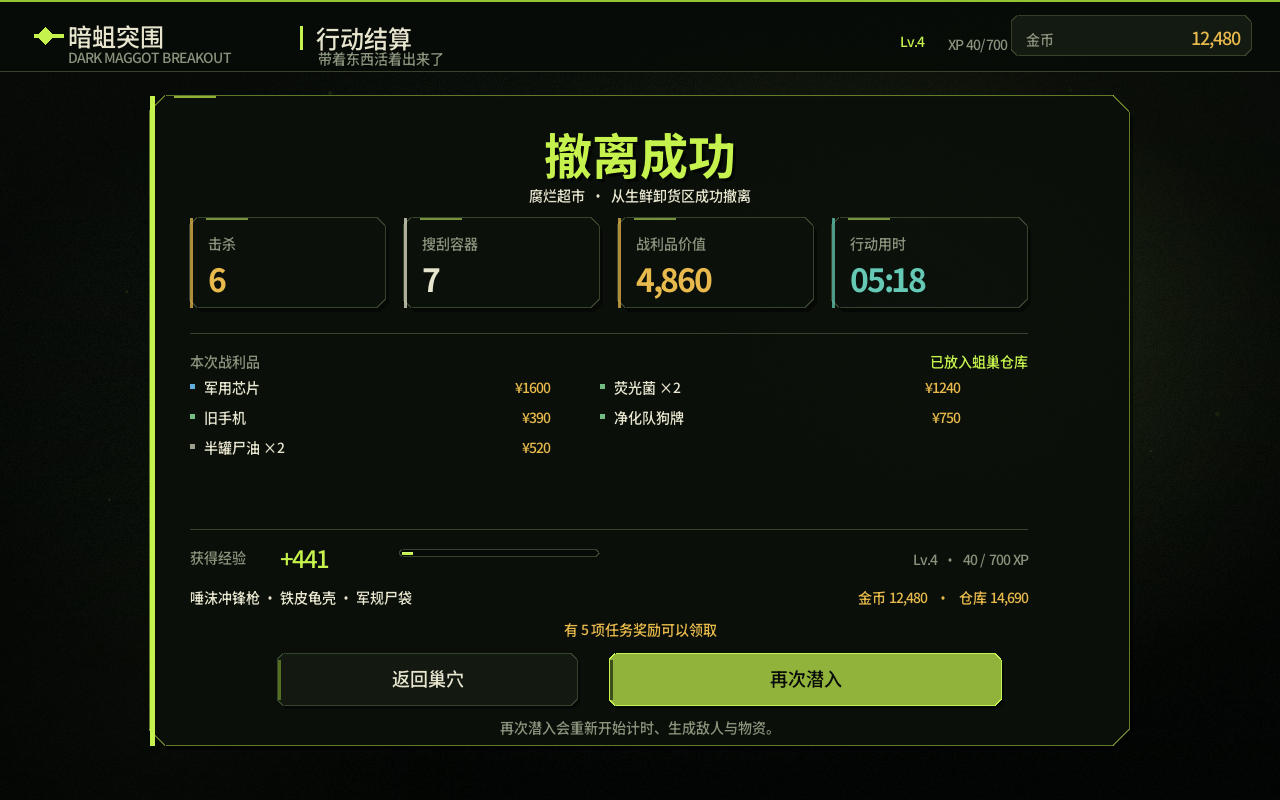 暗蛆突围
DARK MAGGOT BREAKOUT
行动结算
带着东西活着出来了
Lv.4 XP 40/700 金币 12,480
撤离成功
腐烂超市 · 从生鲜卸货区成功撤离
击杀 搜刮容器 战利品价值 行动用时
6 7 4,860 05:18
本次战利品 已放入蛆巢仓库
军用芯片 ¥1600 荧光菌 ×2 ¥1240
旧手机 ¥390 净化队狗牌 ¥750
半罐尸油 ×2 ¥520
获得经验 +441 Lv.4 · 40 / 700 XP
唾沫冲锋枪 · 铁皮龟壳 · 军规尸袋 金币 12,480 · 仓库 14,690
有 5 项任务奖励可以领取
返回巢穴 再次潜入
再次潜入会重新开始计时、生成敌人与物资。